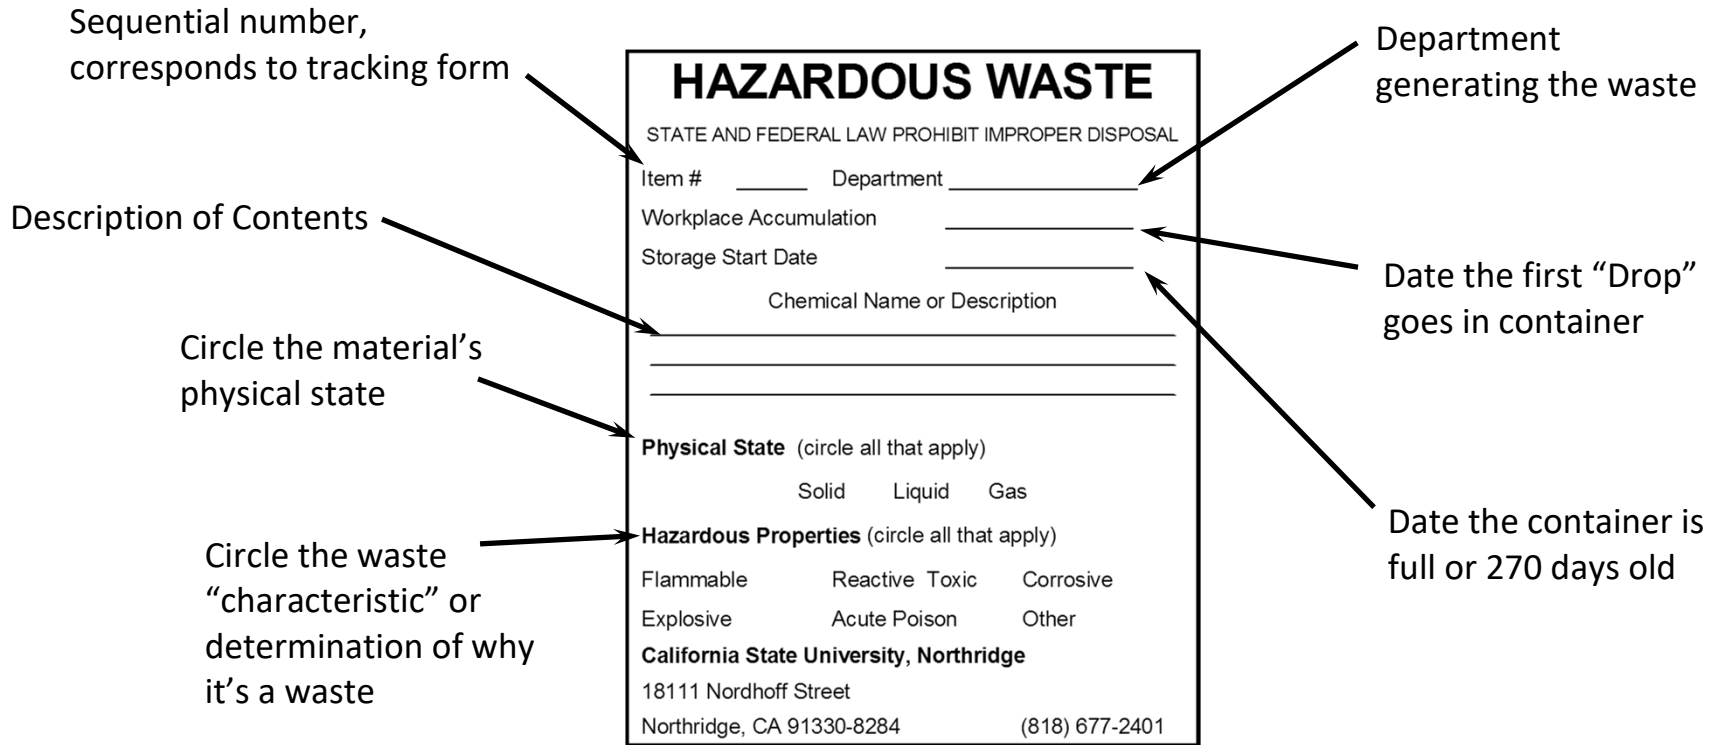 Sequential number,
corresponds to tracking form
Description of Contents
Circle the material’s
physical state
Circle the waste
“characteristic” or
determination of why
it’s a waste
HAZARDOUS WASTE
STATE AND FEDERAL LAW PROHIBIT IMPROPER DISPOSAL
Item # Department
Workplace Accumulation
Storage Start Date
Chemical Name or Description
Physical State (circle all that apply)
Solid Liquid Gas
Hazardous Properties (circle all that apply)
Flammable Reactive Toxic Corrosive
Explosive Acute Poison Other
California State University, Northridge
18111 Nordhoff Street
Northridge, CA 91330-8284 (818) 677-2401
Department
generating the waste
Date the first “Drop”
goes in container
Date the container is
full or 270 days old